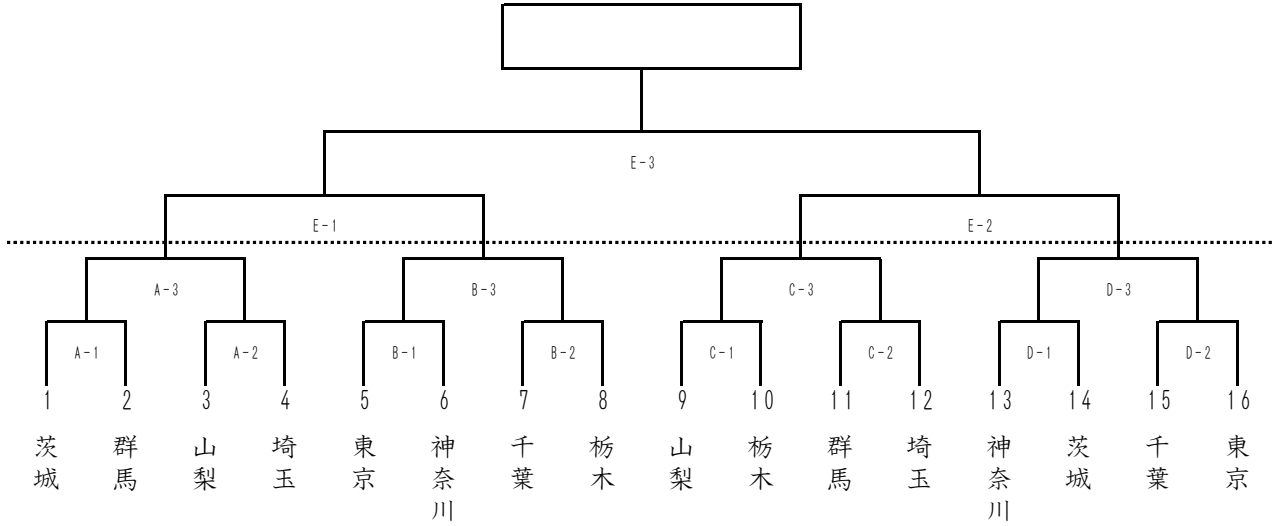 E-3
E-1 E-2
A-3 B-3 C-3 D-3
A-1 A-2 B-1 B-2 C-1 C-2 D-1 D-2
1 2 3 4 5 6 7 8 9 10 11 12 13 14 15 16
茨城 群馬 山梨 埼玉 東京 神奈川 千葉 栃木 山梨 栃木 群馬 埼玉 神奈川 茨城 千葉 東京